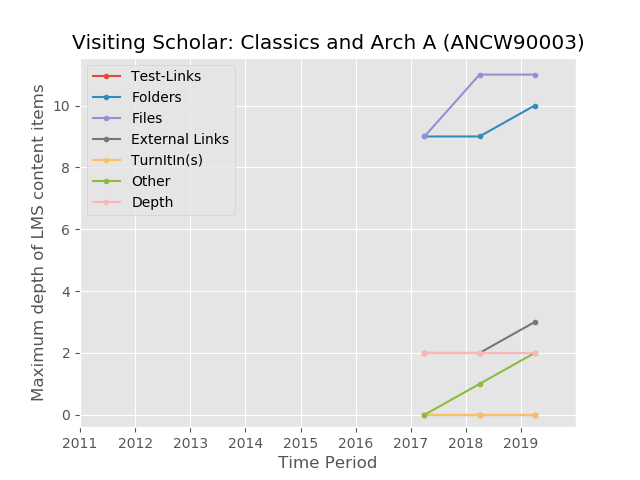 Visiting Scholar: Classics and Arch A (ANCW90003)
Test-Links
Folders
Files
External Links
TurnItIn(s)
Other
Depth
Maximum depth of LMS content items
10
8
6
4
2
0
2011 2012 2013 2014 2015 2016 2017 2018 2019
Time Period